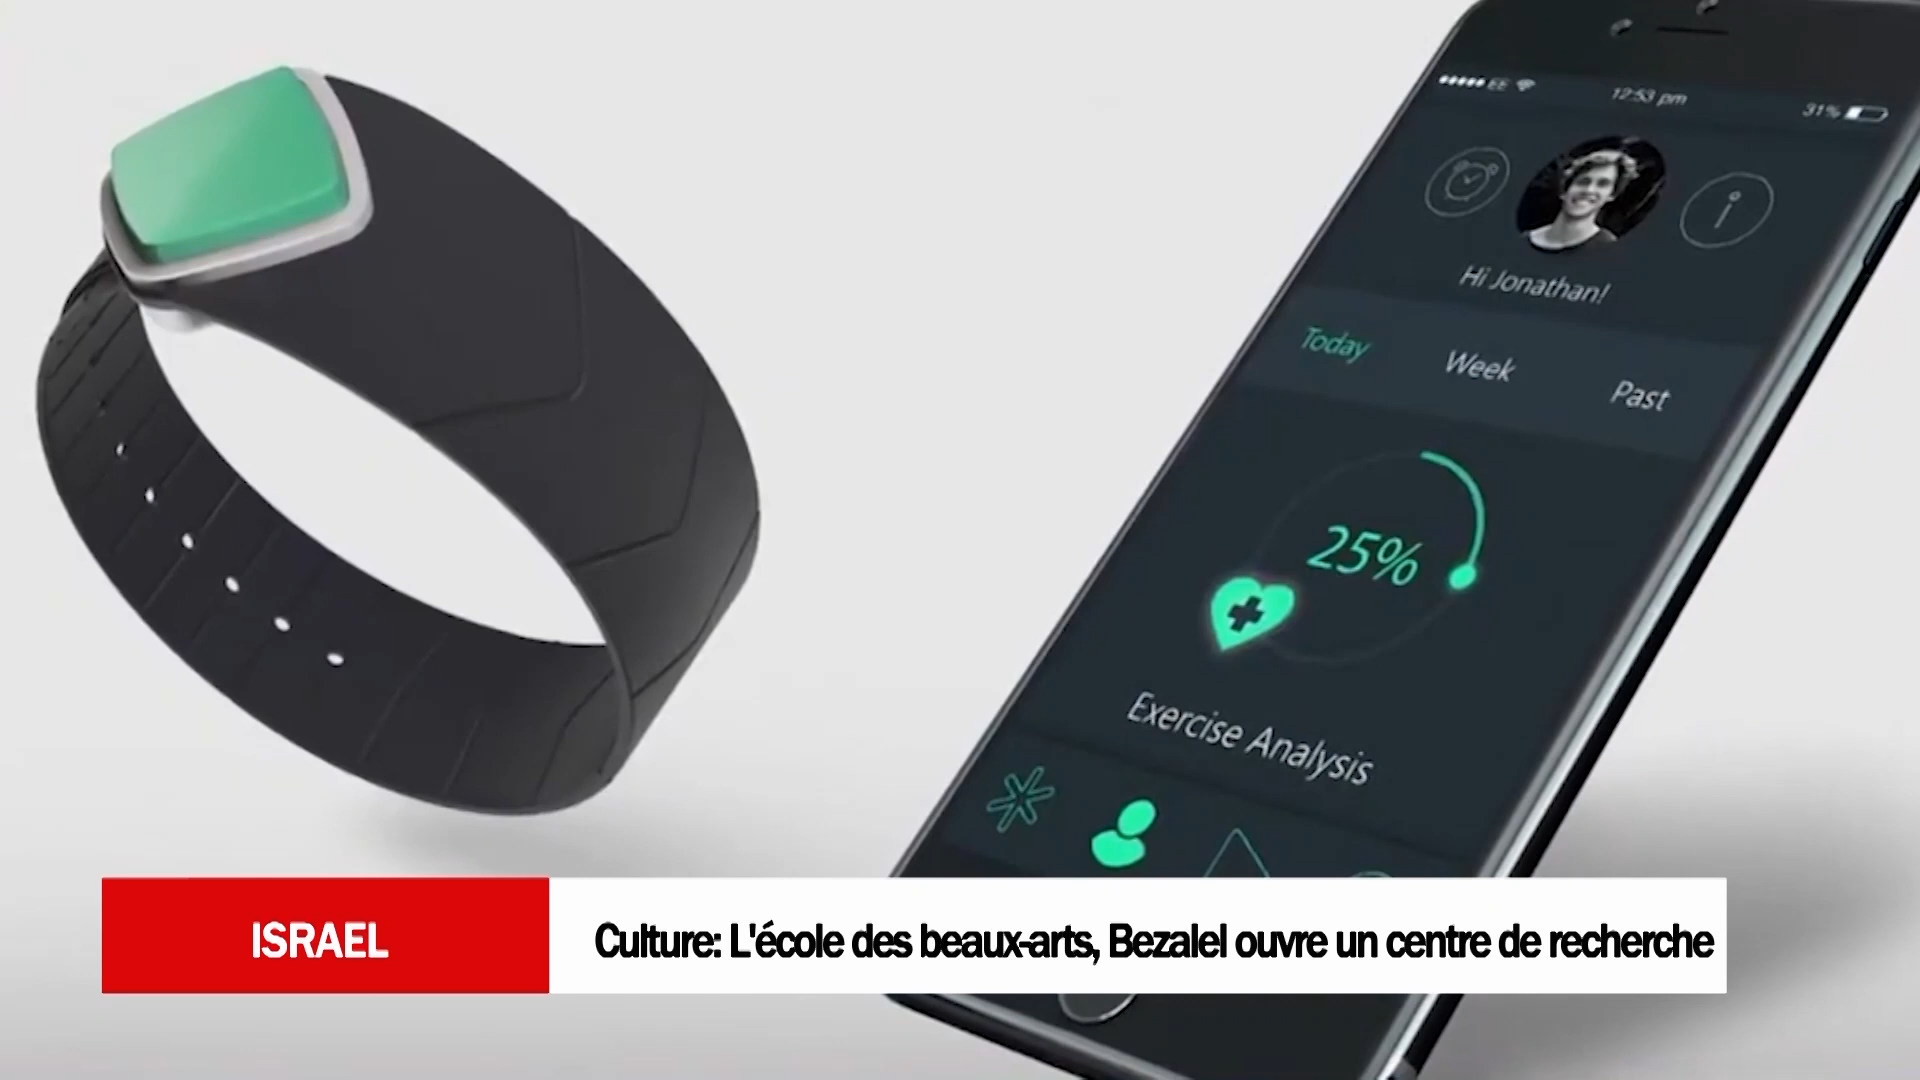 EE
12:53 pm
31%
Hi Jonathan!
Today
Week
Past
25%
Exercise Analysis
ISRAEL
Culture: L'école des beaux-arts, Bezalel ouvre un centre de recherche